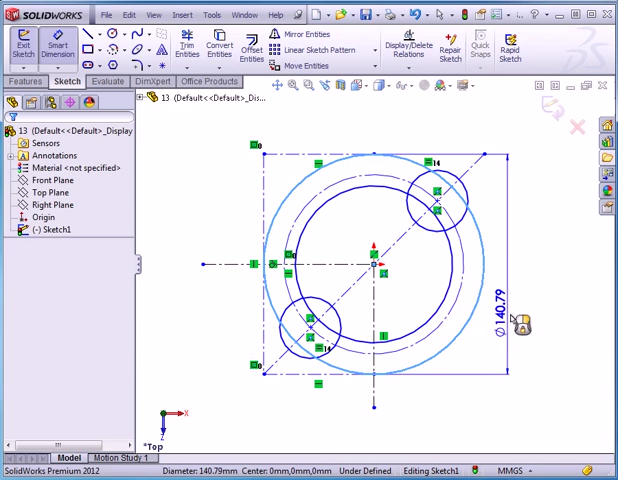 SOLIDWORKS File Edit View Insert Tools Window Help
Exit Sketch
Smart Dimension
Trim Entities
Convert Entities
Offset Entities
Mirror Entities
Linear Sketch Pattern
Move Entities
Display/Delete Relations
Repair Sketch
Quick Snaps
Rapid Sketch
Features Sketch Evaluate DimXpert Office Products
13 (Default<<Default>_Display
Sensors
Annotations
Material <not specified>
Front Plane
Top Plane
Right Plane
Origin
(-) Sketch1
13 (Default<<Default>_Dis...
14
14
Ø140.79
X
Z
*Top
Model Motion Study 1
SolidWorks Premium 2012 Diameter: 140.79mm Center: 0mm,0mm,0mm Under Defined Editing Sketch1 MMGS